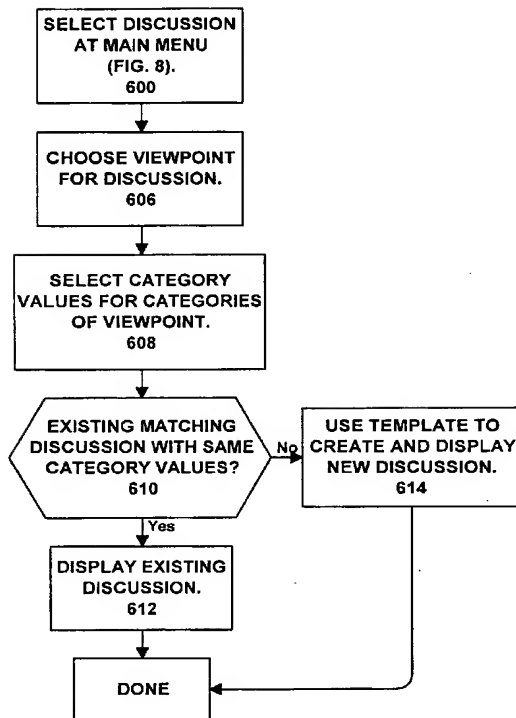 SELECT DISCUSSION
AT MAIN MENU
(FIG. 8).
600
CHOOSE VIEWPOINT
FOR DISCUSSION.
606
SELECT CATEGORY
VALUES FOR CATEGORIES
OF VIEWPOINT.
608
EXISTING MATCHING
DISCUSSION WITH SAME
CATEGORY VALUES?
610
No
USE TEMPLATE TO
CREATE AND DISPLAY
NEW DISCUSSION.
614
Yes
DISPLAY EXISTING
DISCUSSION.
612
DONE